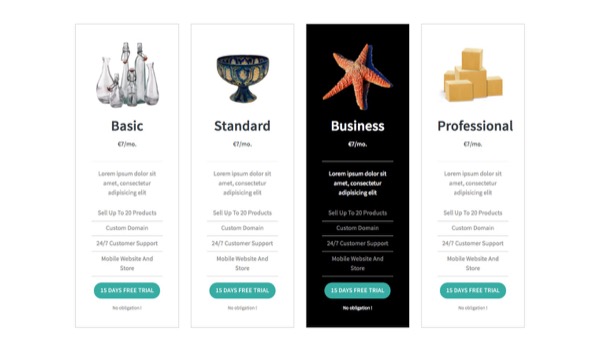 Basic
€7/mo.
Lorem ipsum dolor sit
amet, consectetur
adipisicing elit
Sell Up To 20 Products
Custom Domain
24/7 Customer Support
Mobile Website And
Store
15 DAYS FREE TRIAL
No obligation !
Standard
€7/mo.
Lorem ipsum dolor sit
amet, consectetur
adipisicing elit
Sell Up To 20 Products
Custom Domain
24/7 Customer Support
Mobile Website And
Store
15 DAYS FREE TRIAL
No obligation !
Business
€7/mo.
Lorem ipsum dolor sit
amet, consectetur
adipisicing elit
Sell Up To 20 Products
Custom Domain
24/7 Customer Support
Mobile Website And
Store
15 DAYS FREE TRIAL
No obligation !
Professional
€7/mo.
Lorem ipsum dolor sit
amet, consectetur
adipisicing elit
Sell Up To 20 Products
Custom Domain
24/7 Customer Support
Mobile Website And
Store
15 DAYS FREE TRIAL
No obligation !